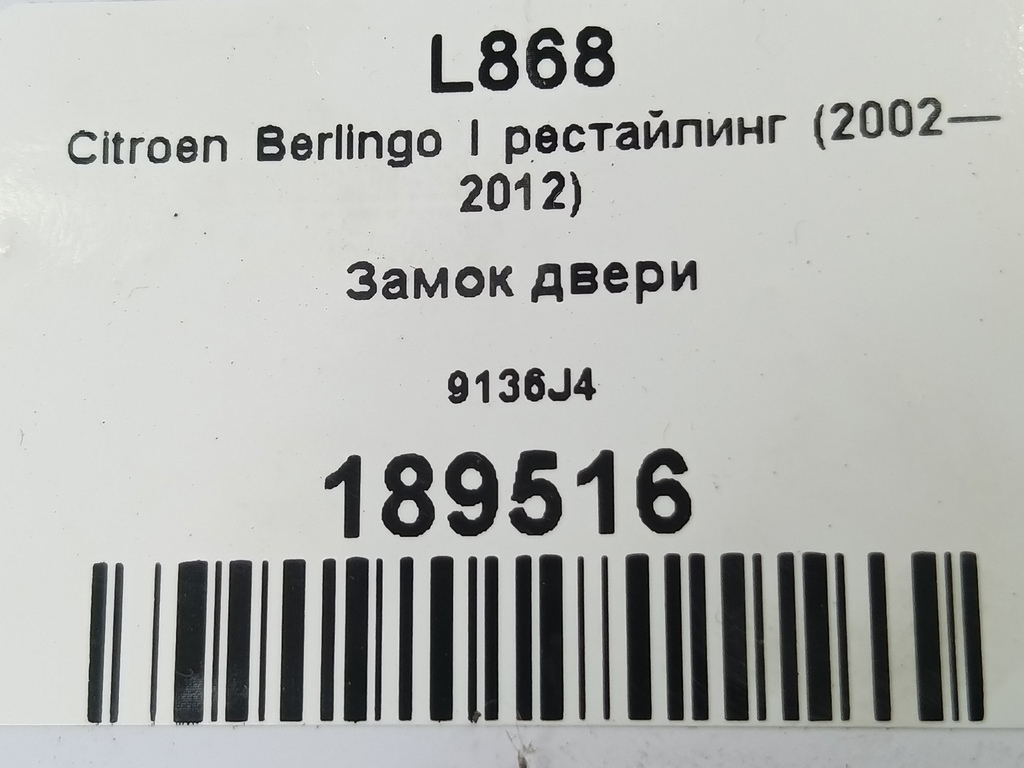 L868
Citroen Berlingo I рестайлинг (2002—
2012)
Замок двери
9136J4
189516